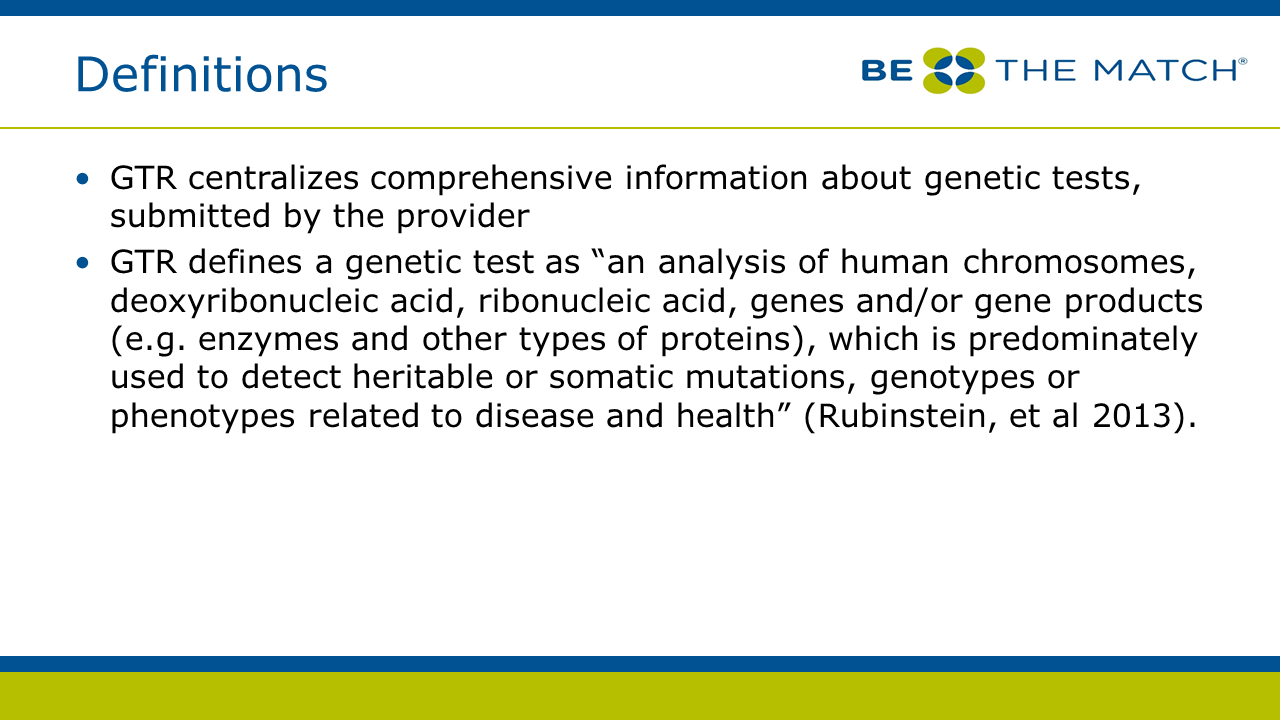 Definitions
BE THE MATCH®
• GTR centralizes comprehensive information about genetic tests,
submitted by the provider
• GTR defines a genetic test as “an analysis of human chromosomes,
deoxyribonucleic acid, ribonucleic acid, genes and/or gene products
(e.g. enzymes and other types of proteins), which is predominately
used to detect heritable or somatic mutations, genotypes or
phenotypes related to disease and health” (Rubinstein, et al 2013).